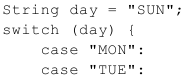 String day = "SUN";
switch (day) {
    case "MON":
    case "TUE":